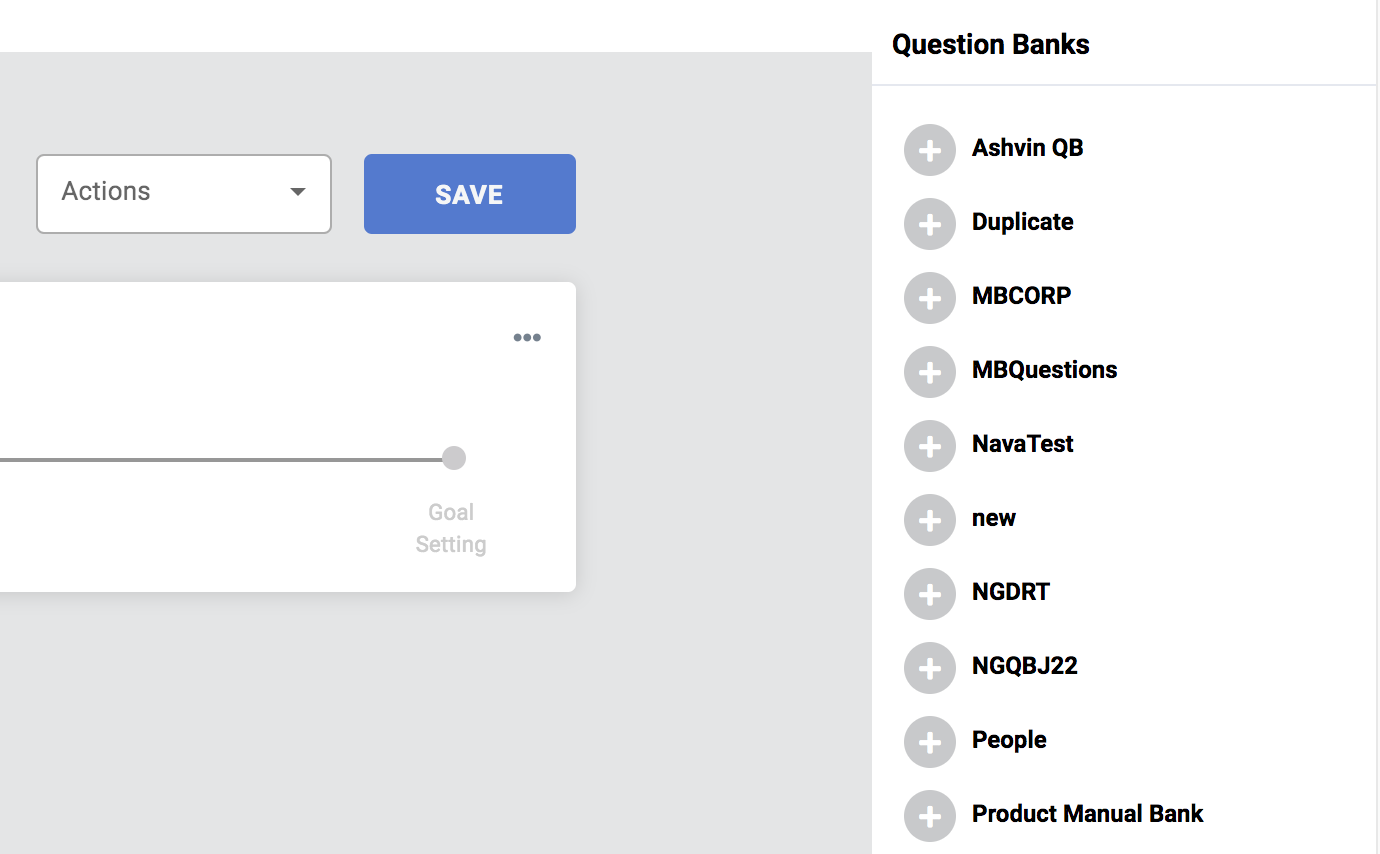 Question Banks
Actions
SAVE
Goal
Setting
Ashvin QB
Duplicate
MBCORP
MBQuestions
NavaTest
new
NGDRT
NGQBJ22
People
Product Manual Bank